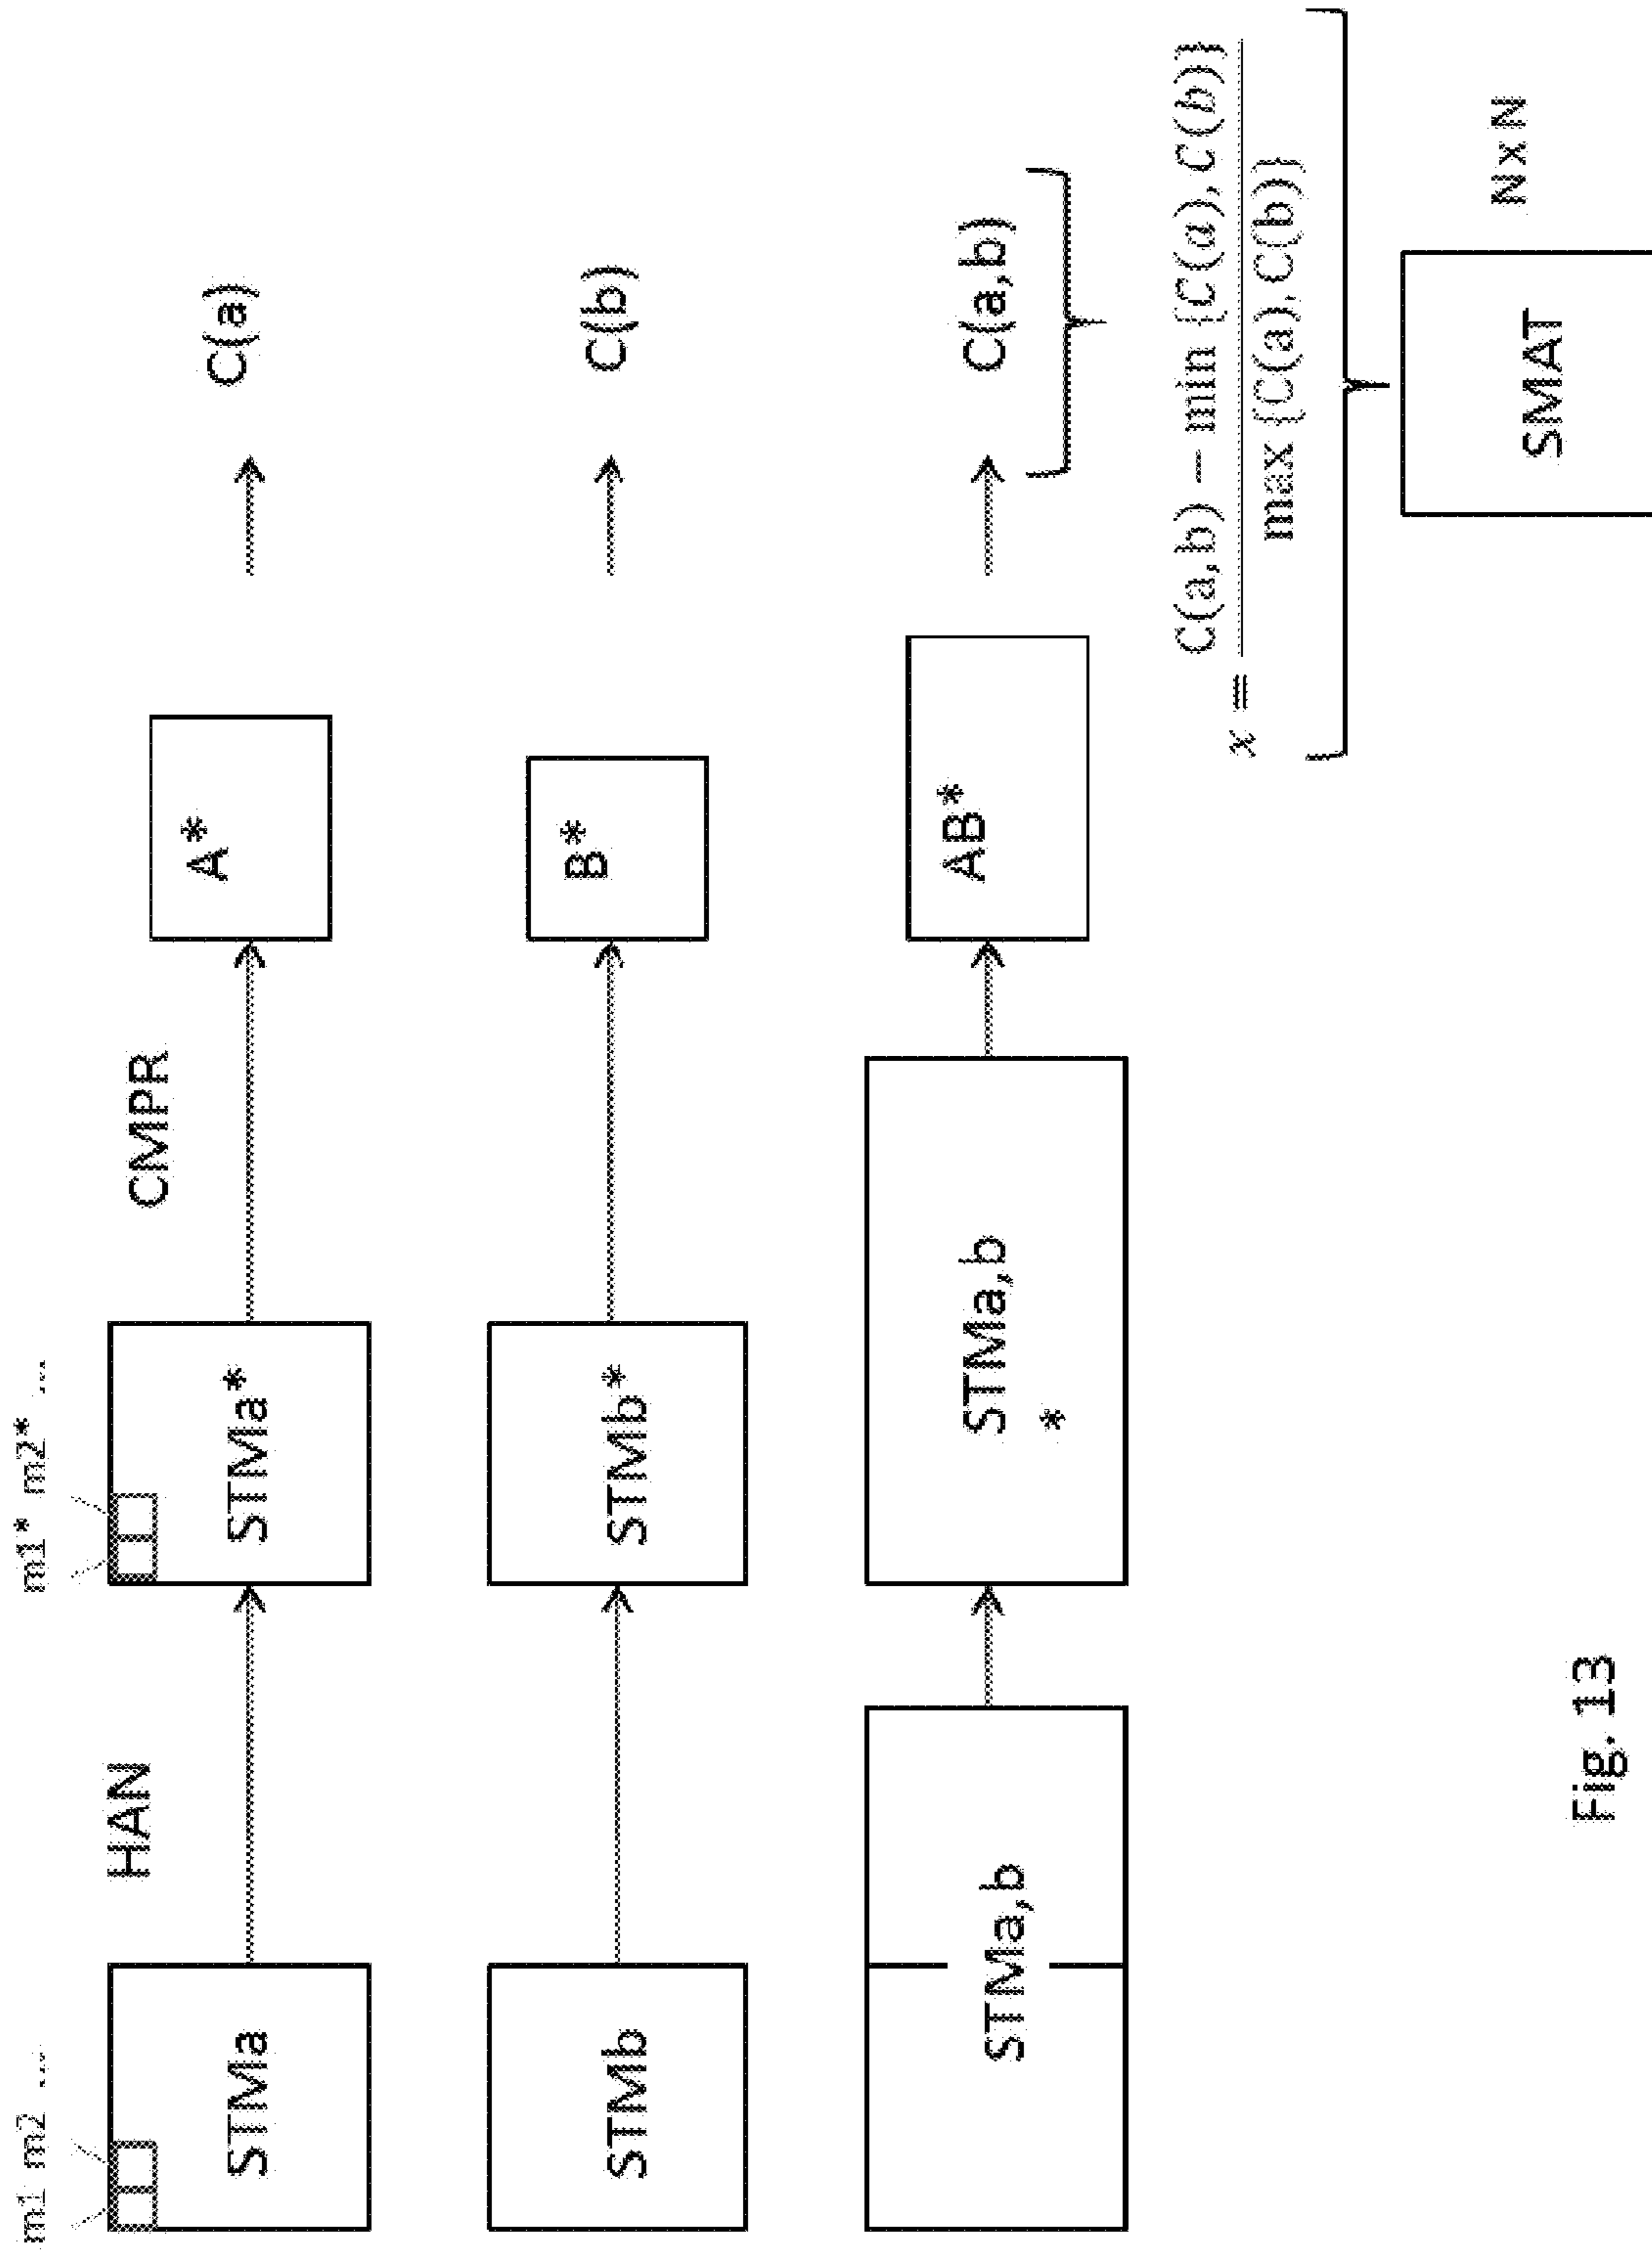 m1 m2 ...
HAN
m1* m2* ...
CMPR
STMa
STMa*
A*
C(a)
STMb
STMb*
B*
C(b)
STMa,b
STMa,b
*
AB*
C(a,b)
x = C(a,b) − min {C(a), C(b)}
max {C(a), C(b)}
SMAT
N x N
Fig. 13